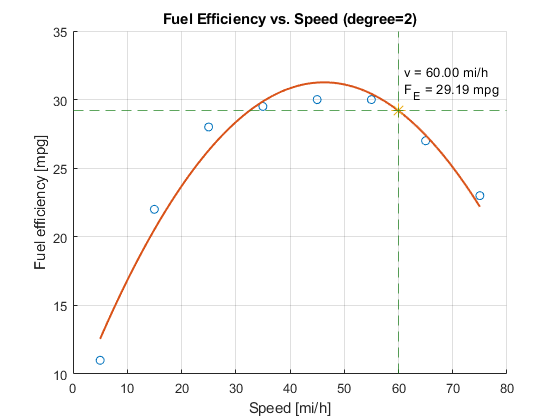 Fuel Efficiency vs. Speed (degree=2)
35
30
25
20
15
10
v = 60.00 mi/h
F_E = 29.19 mpg
Fuel efficiency [mpg]
0 10 20 30 40 50 60 70 80
Speed [mi/h]